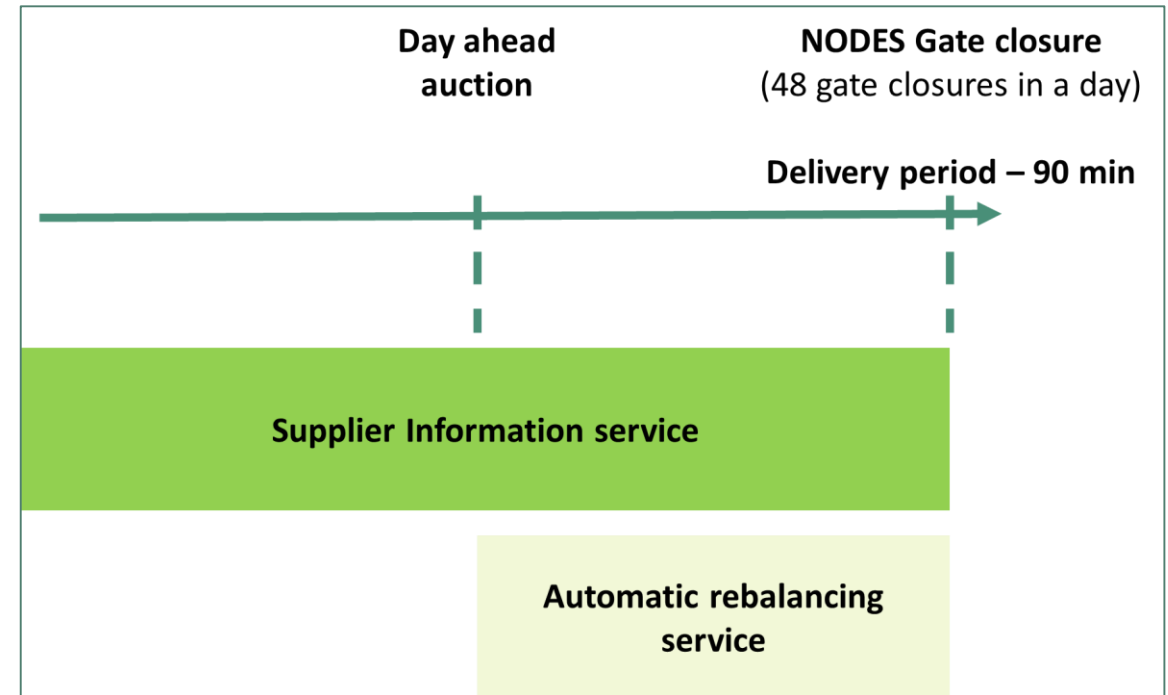 Day ahead
auction
NODES Gate closure
(48 gate closures in a day)
Delivery period – 90 min
Supplier Information service
Automatic rebalancing
service